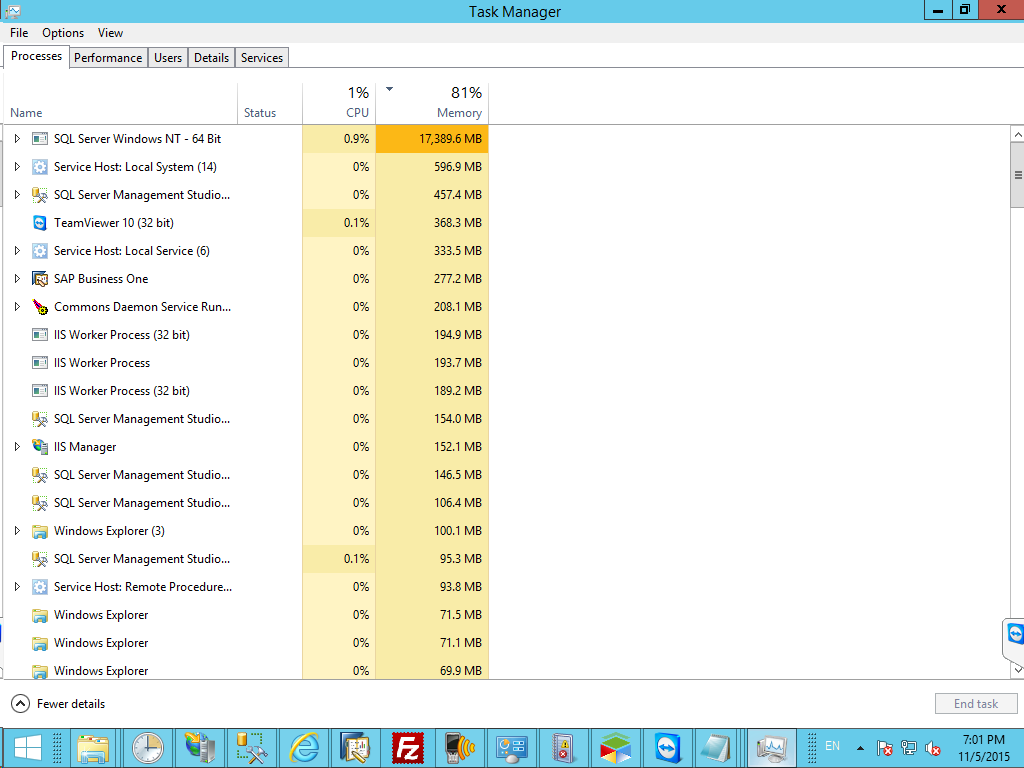 Task Manager
File Options View
Processes Performance Users Details Services
1% 81%
Name Status CPU Memory
SQL Server Windows NT - 64 Bit 0.9% 17,389.6 MB
Service Host: Local System (14) 0% 596.9 MB
SQL Server Management Studio... 0% 457.4 MB
TeamViewer 10 (32 bit) 0.1% 368.3 MB
Service Host: Local Service (6) 0% 333.5 MB
SAP Business One 0% 277.2 MB
Commons Daemon Service Run... 0% 208.1 MB
IIS Worker Process (32 bit) 0% 194.9 MB
IIS Worker Process 0% 193.7 MB
IIS Worker Process (32 bit) 0% 189.2 MB
SQL Server Management Studio... 0% 154.0 MB
IIS Manager 0% 152.1 MB
SQL Server Management Studio... 0% 146.5 MB
SQL Server Management Studio... 0% 106.4 MB
Windows Explorer (3) 0% 100.1 MB
SQL Server Management Studio... 0.1% 95.3 MB
Service Host: Remote Procedure... 0% 93.8 MB
Windows Explorer 0% 71.5 MB
Windows Explorer 0% 71.1 MB
Windows Explorer 0% 69.9 MB
Fewer details End task
Fz
EN 7:01 PM
11/5/2015